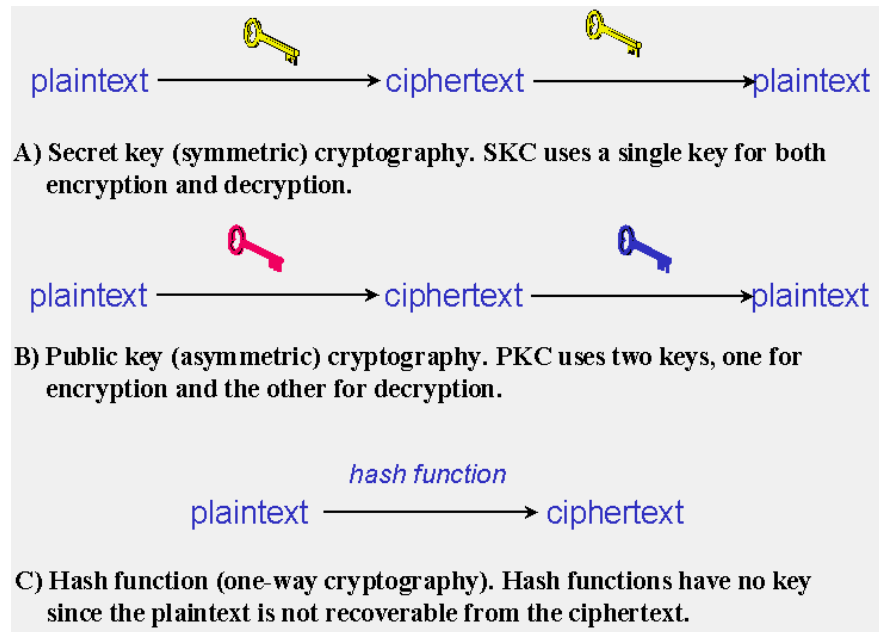 plaintext ciphertext plaintext
A) Secret key (symmetric) cryptography. SKC uses a single key for both
encryption and decryption.
plaintext ciphertext plaintext
B) Public key (asymmetric) cryptography. PKC uses two keys, one for
encryption and the other for decryption.
hash function
plaintext ciphertext
C) Hash function (one-way cryptography). Hash functions have no key
since the plaintext is not recoverable from the ciphertext.